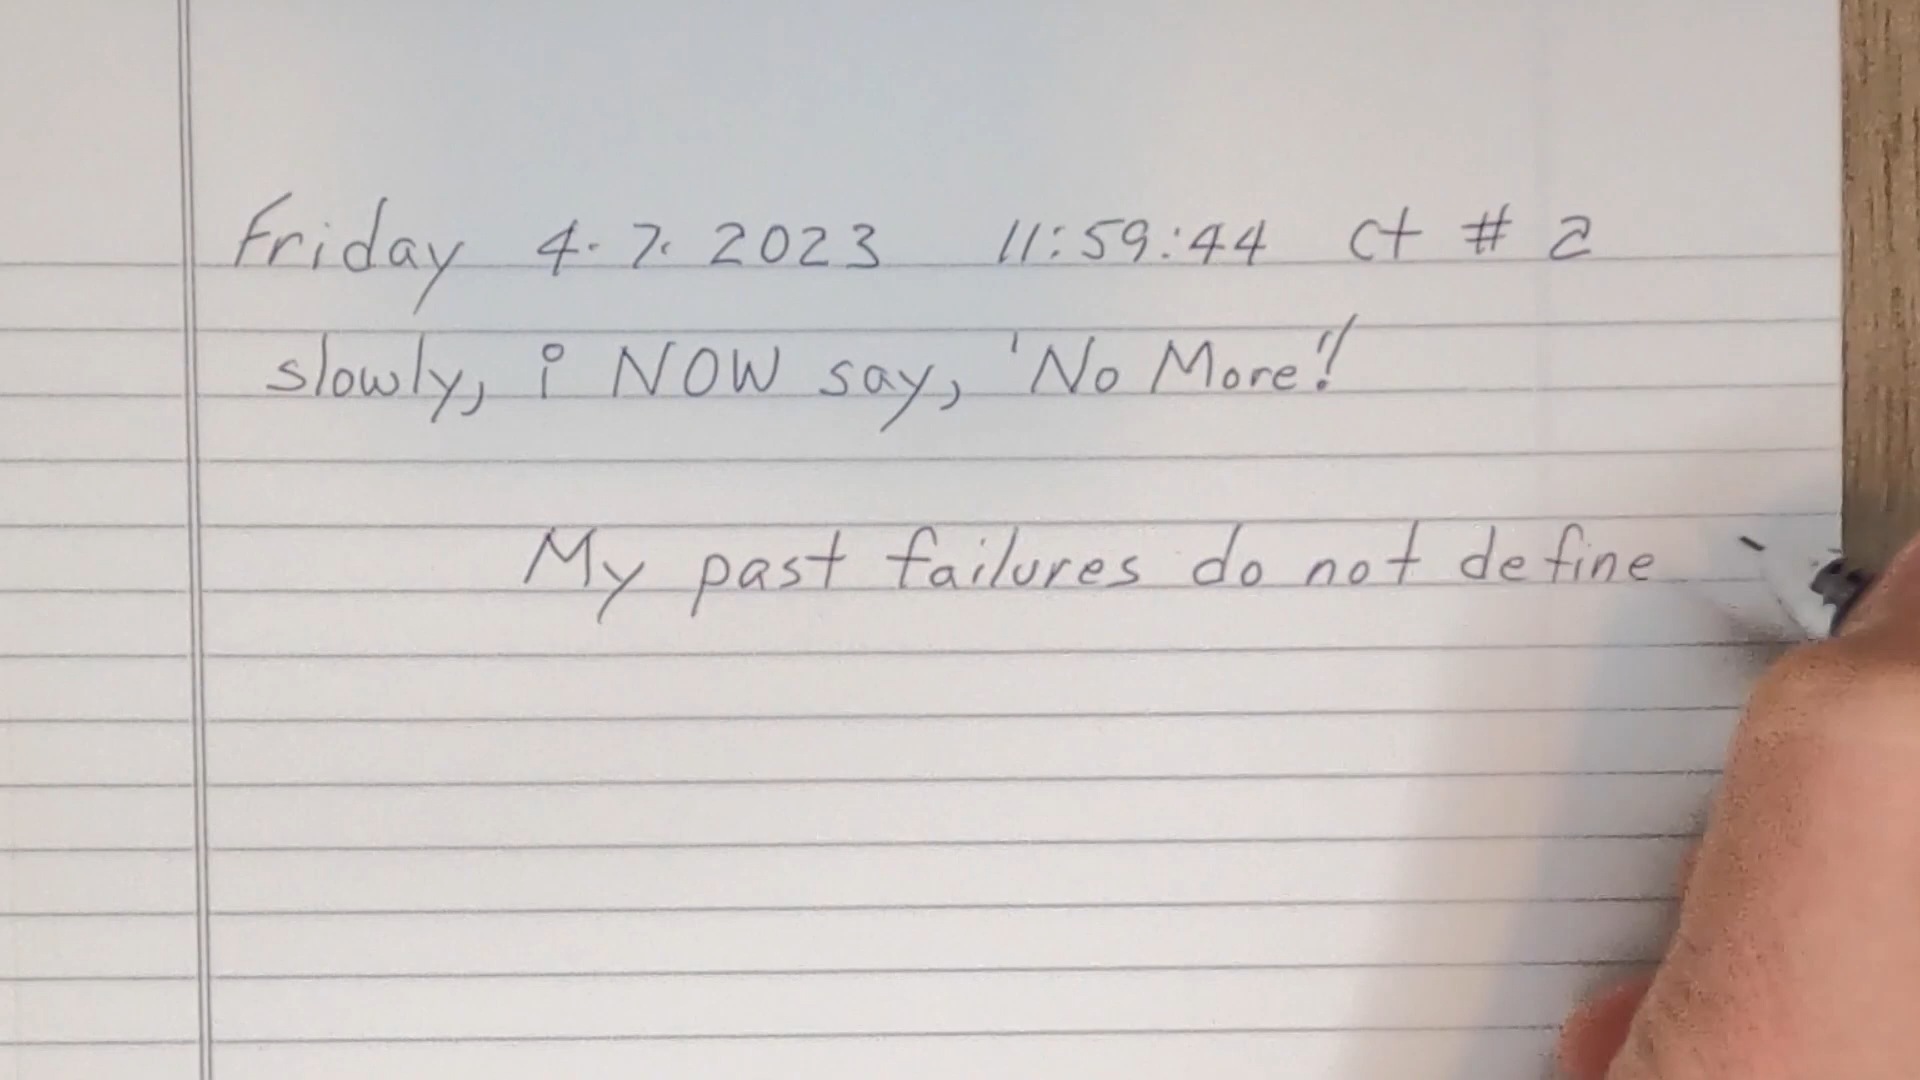 Friday 4.7.2023 11:59:44 Ct # 2
slowly, i NOW say, 'No More!'
My past failures do not define